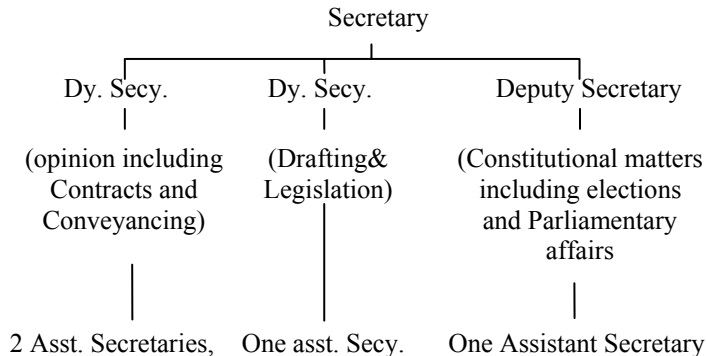 Secretary
Dy. Secy. Dy. Secy. Deputy Secretary
(opinion including
Contracts and
Conveyancing)
(Drafting&
Legislation)
(Constitutional matters
including elections
and Parliamentary
affairs
2 Asst. Secretaries, One asst. Secy. One Assistant Secretary